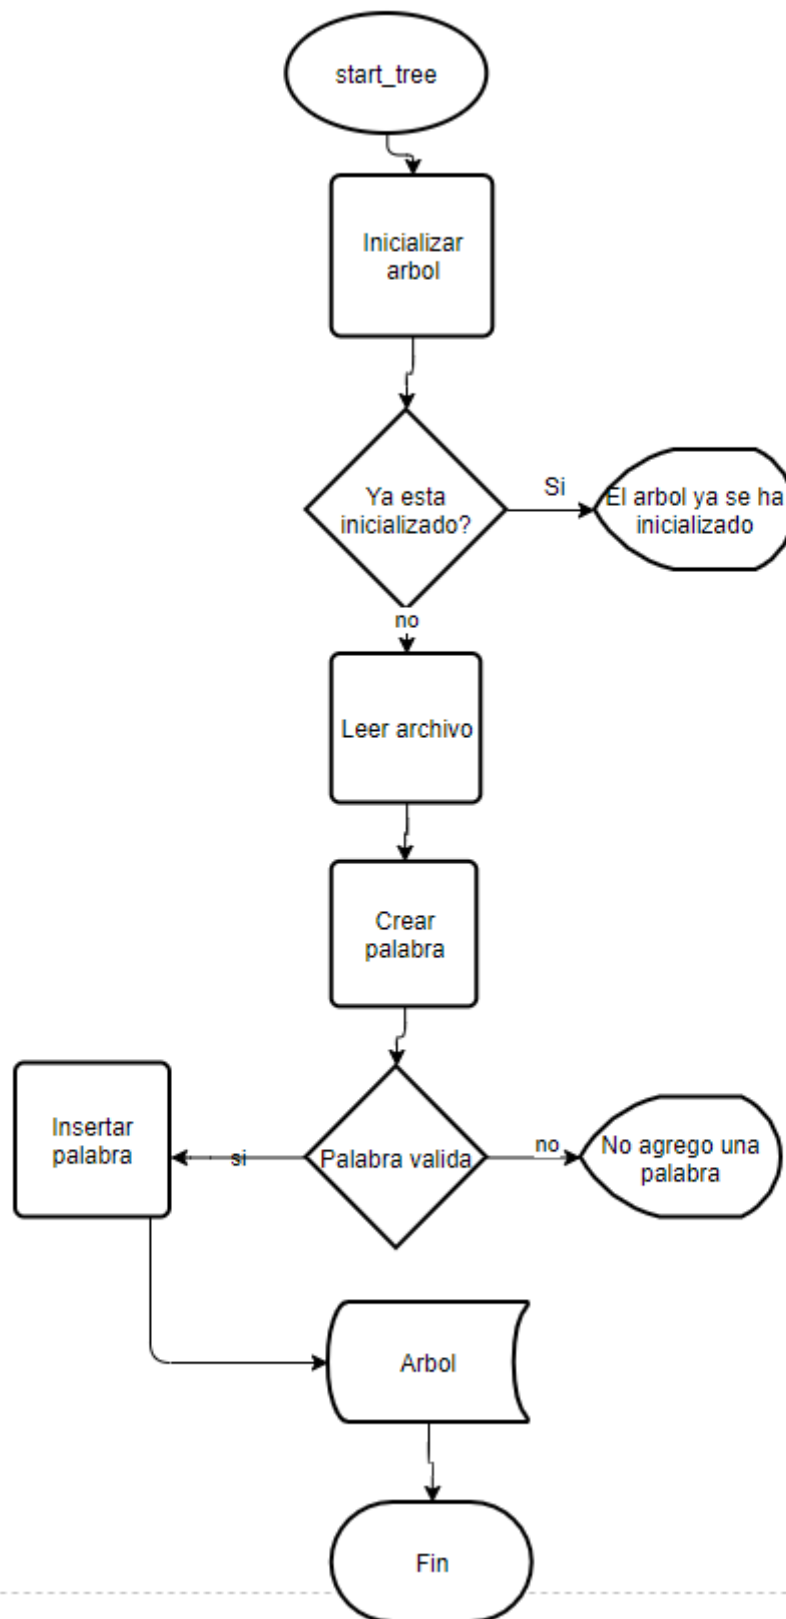 start_tree
Inicializar
arbol
Ya esta
inicializado?
Si
El arbol ya se ha
inicializado
no
Leer archivo
Crear
palabra
Insertar
palabra
si
Palabra valida
no
No agrego una
palabra
Arbol
Fin